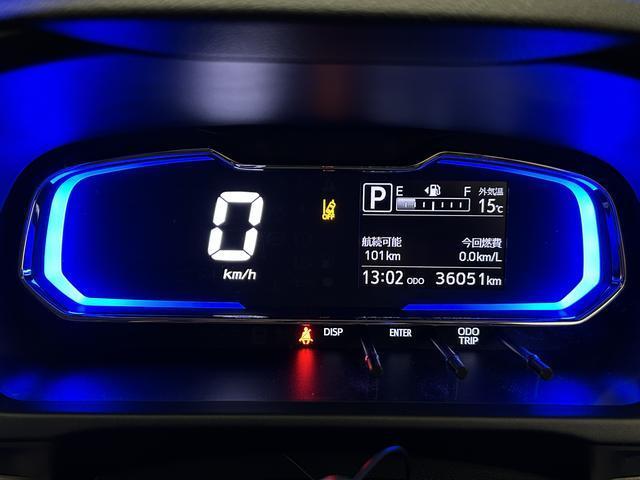 0
km/h
OFF
P E F 外気温
15℃
航続可能 今回燃費
101km 0.0km/L
13:02 ODO 36051km
DISP ENTER ODO
TRIP